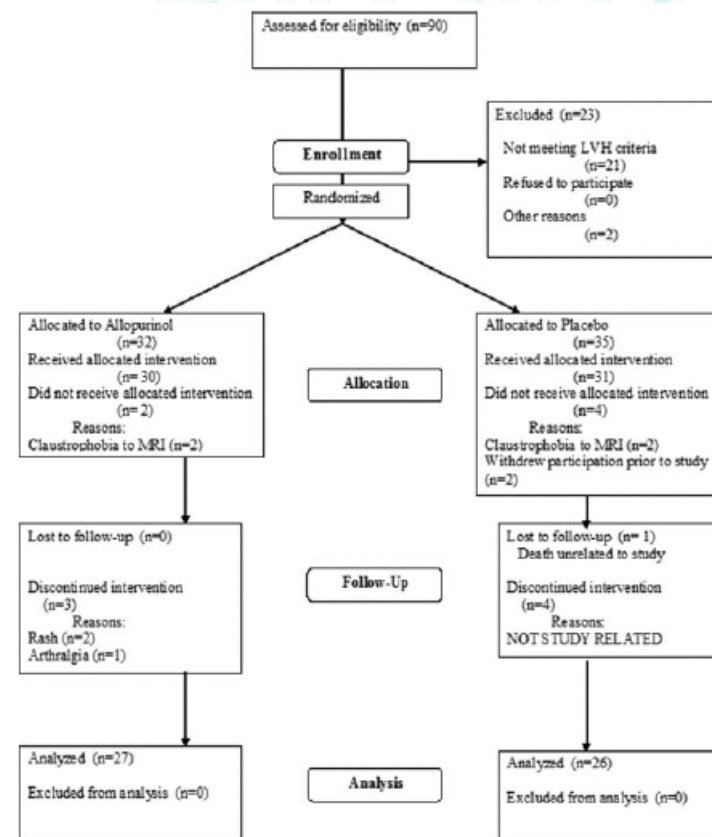 Assessed for eligibility (n=90)
Excluded (n=23)
Not meeting LVH criteria
(n=21)
Refused to participate
(n=0)
Other reasons
(n=2)
Enrollment
Randomized
Allocated to Allopurinol
(n=32)
Received allocated intervention
(n=30)
Did not receive allocated intervention
(n=2)
Reasons:
Claustrophobia to MRI (n=2)
Allocation
Allocated to Placebo
(n=35)
Received allocated intervention
(n=31)
Did not receive allocated intervention
(n=4)
Reasons:
Claustrophobia to MRI (n=2)
Withdrew participation prior to study
(n=2)
Lost to follow-up (n=0)
Discontinued intervention
(n=3)
Reasons:
Rash (n=2)
Arthralgia (n=1)
Follow-Up
Lost to follow-up (n= 1)
Death unrelated to study
Discontinued intervention
(n=4)
Reasons:
NOT STUDY RELATED
Analyzed (n=27)
Excluded from analysis (n=0)
Analysis
Analyzed (n=26)
Excluded from analysis (n=0)